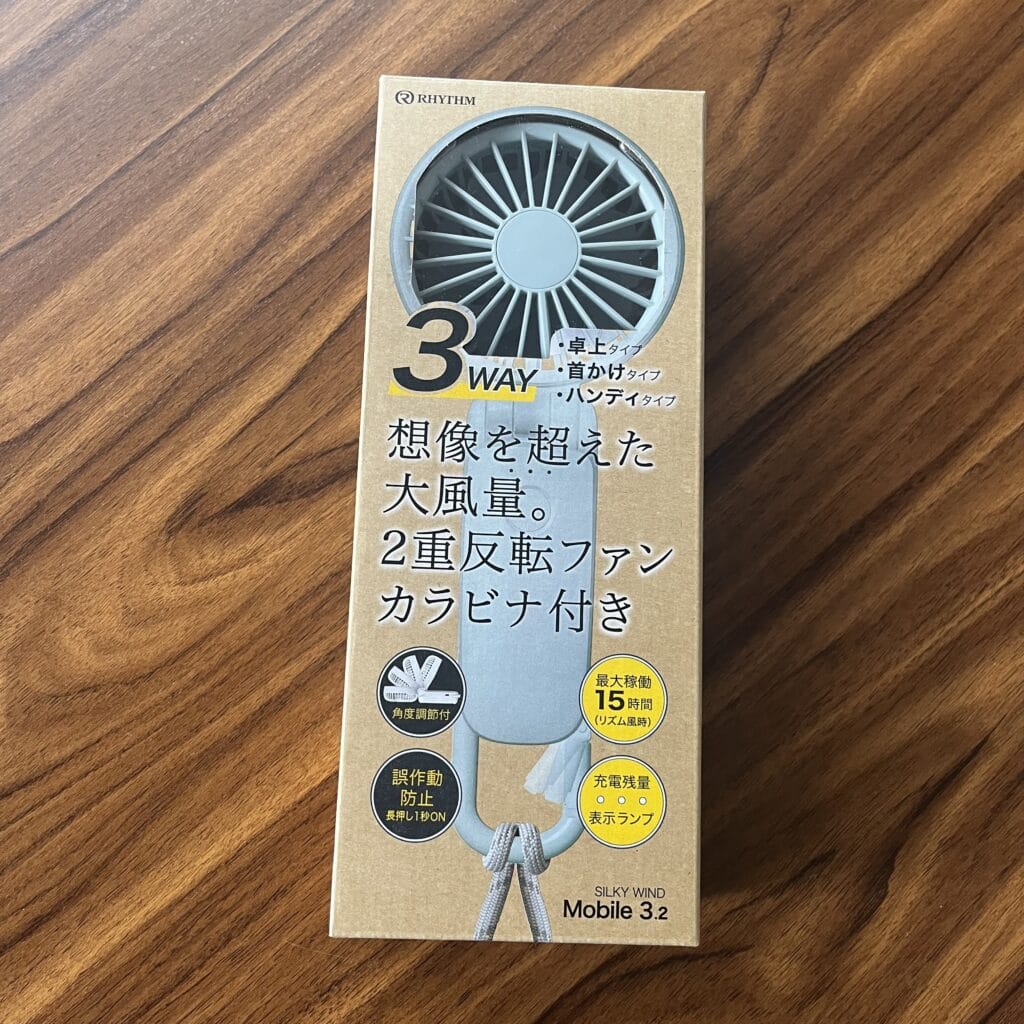 RHYTHM
3WAY
・卓上タイプ
・首かけタイプ
・ハンディタイプ
想像を超えた
大風量。
2重反転ファン
カラビナ付き
角度調節付
最大稼働
15時間
(リズム風時)
誤作動
防止
長押し1秒ON
充電残量
表示ランプ
SILKY WIND
Mobile 3.2